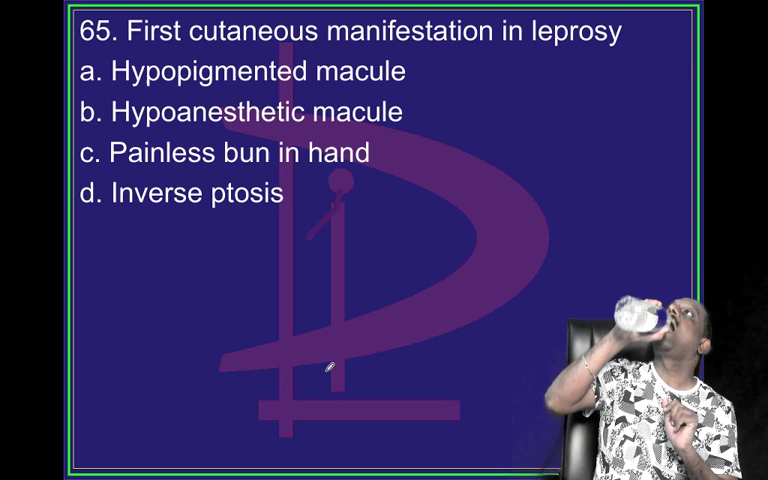 65. First cutaneous manifestation in leprosy
a. Hypopigmented macule
b. Hypoanesthetic macule
c. Painless bun in hand
d. Inverse ptosis